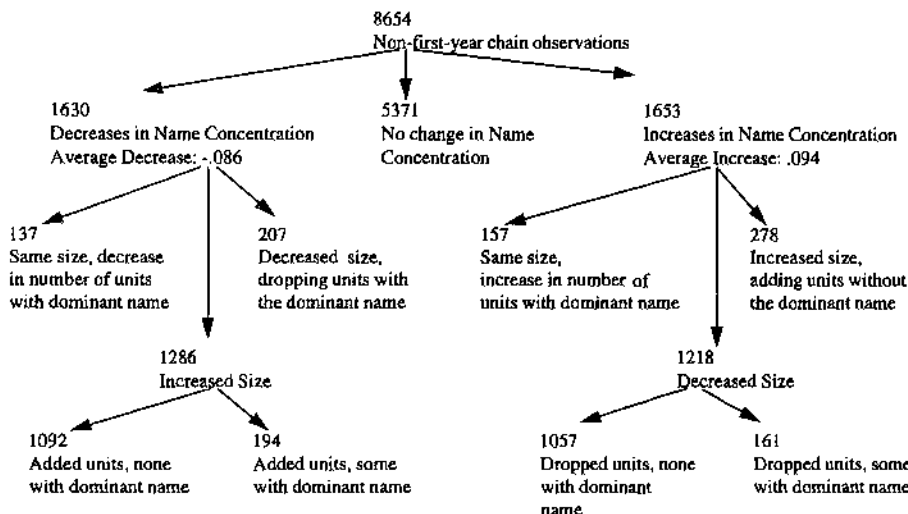 8654
Non-first-year chain observations
1630
Decreases in Name Concentration
Average Decrease: -.086
5371
No change in Name
Concentration
1653
Increases in Name Concentration
Average Increase: .094
137
Same size, decrease
in number of units
with dominant name
207
Decreased size,
dropping units with
the dominant name
157
Same size,
increase in number of
units with dominant name
278
Increased size,
adding units without
the dominant name
1286
Increased Size
1218
Decreased Size
1092
Added units, none
with dominant name
194
Added units, some
with dominant name
1057
Dropped units, none
with dominant
name
161
Dropped units, some
with dominant name